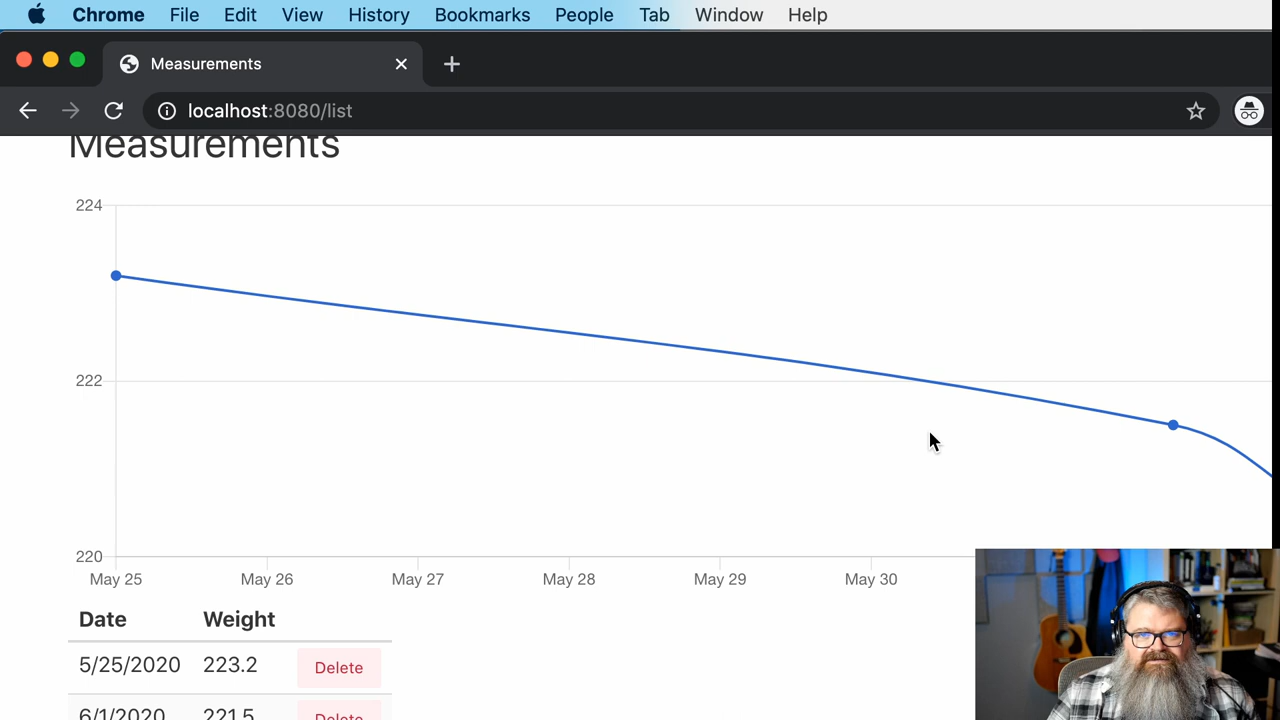 Chrome File Edit View History Bookmarks People Tab Window Help
Measurements
localhost:8080/list
Measurements
224
222
220
May 25 May 26 May 27 May 28 May 29 May 30
Date Weight
5/25/2020 223.2 Delete
6/1/2020 221.5 Delete